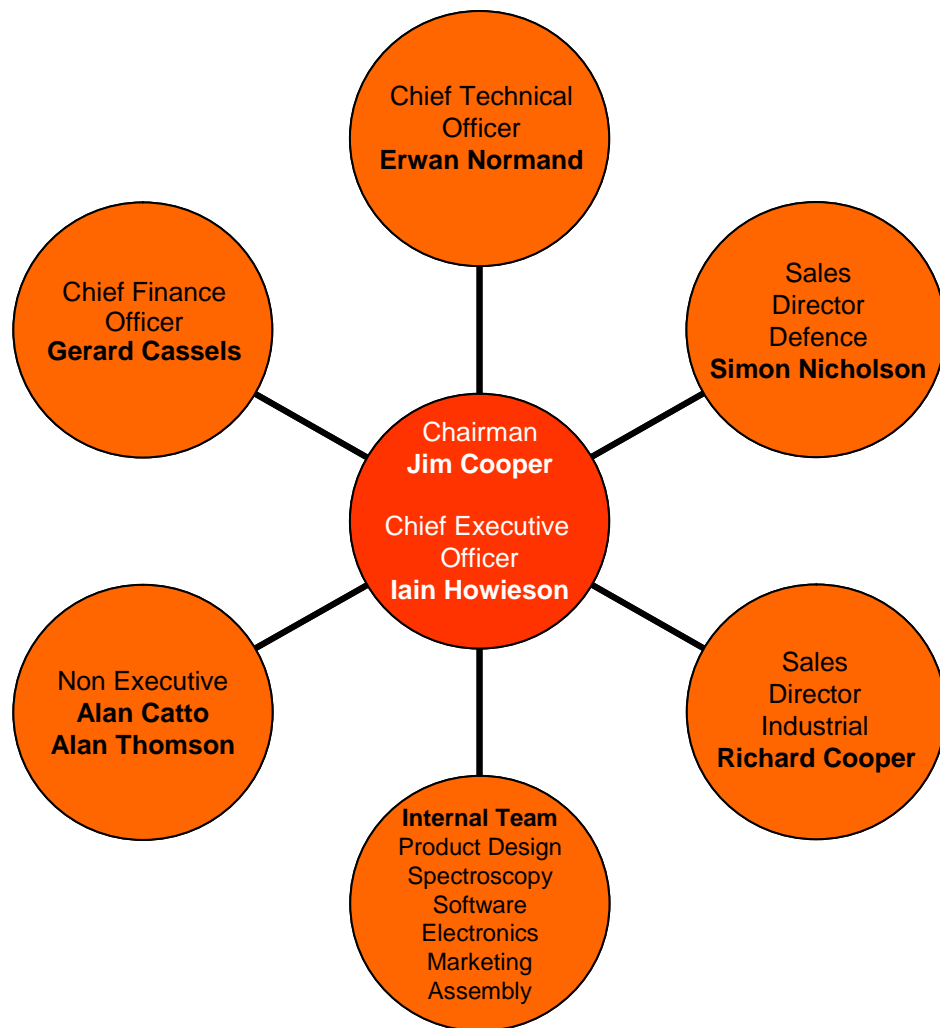 Chief Technical
Officer
Erwan Normand
Chief Finance
Officer
Gerard Cassels
Sales
Director
Defence
Simon Nicholson
Chairman
Jim Cooper
Chief Executive
Officer
Iain Howieson
Non Executive
Alan Catto
Alan Thomson
Sales
Director
Industrial
Richard Cooper
Internal Team
Product Design
Spectroscopy
Software
Electronics
Marketing
Assembly